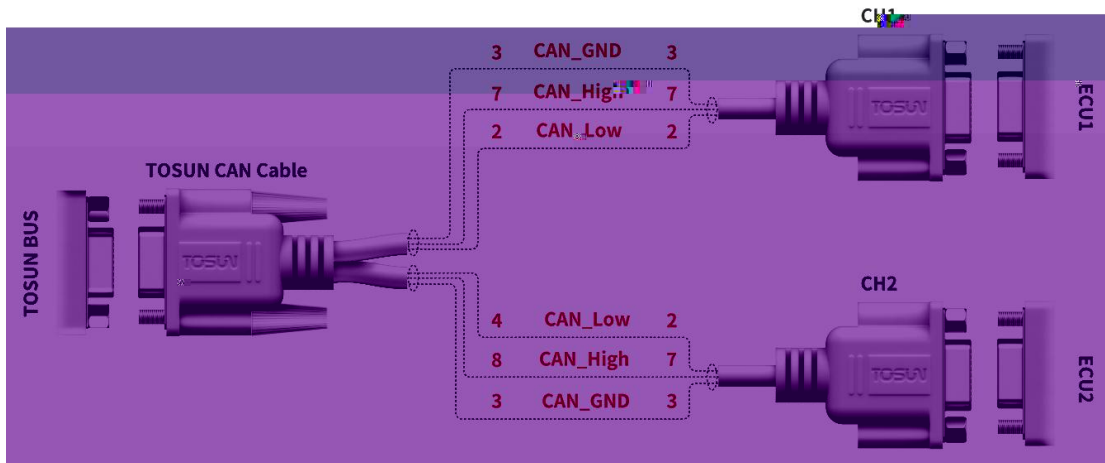 CH1
3 CAN_GND 3
7 CAN_High 7
2 CAN_Low 2
ECU1
TOSUN
TOSUN CAN Cable
TOSUN BUS
TOSUN
CH2
4 CAN_Low 2
8 CAN_High 7
3 CAN_GND 3
ECU2
TOSUN